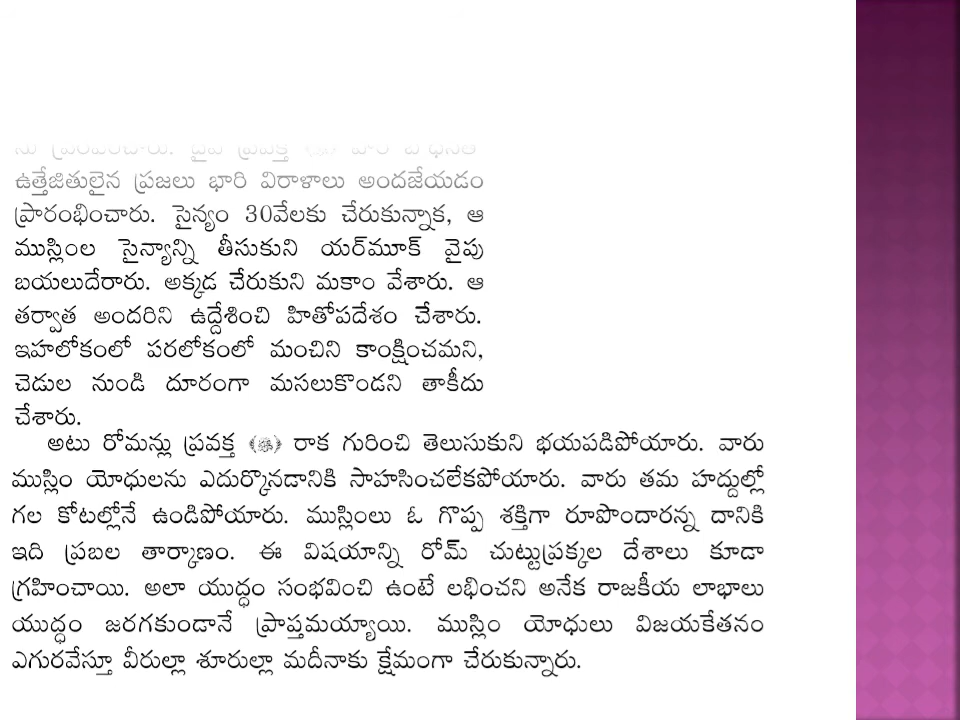 ఉత్తేజితులైన ప్రజలు భారి విరాళాలు అందజేయడం
ప్రారంభించారు. సైన్యం 30వేలకు చేరుకున్నాక, ఆ
ముస్లింల సైన్యాన్ని తీసుకుని యర్‌మూక్ వైపు
బయలుదేరారు. అక్కడ చేరుకుని మకాం వేశారు. ఆ
తర్వాత అందరిని ఉద్దేశించి హితోపదేశం చేశారు.
ఇహలోకంలో పరలోకంలో మంచిని కాంక్షించమని,
చెడుల నుండి దూరంగా మసలుకొండని తాకీదు
చేశారు.
అటు రోమన్లు ప్రవక్త (ﷺ) రాక గురించి తెలుసుకుని భయపడిపోయారు. వారు
ముస్లిం యోధులను ఎదుర్కొనడానికి సాహసించలేకపోయారు. వారు తమ హద్దుల్లో
గల కోటల్లోనే ఉండిపోయారు. ముస్లింలు ఓ గొప్ప శక్తిగా రూపొందారన్న దానికి
ఇది ప్రబల తార్కాణం. ఈ విషయాన్ని రోమ్ చుట్టుప్రక్కల దేశాలు కూడా
గ్రహించాయి. అలా యుద్ధం సంభవించి ఉంటే లభించని అనేక రాజకీయ లాభాలు
యుద్ధం జరగకుండానే ప్రాప్తమయ్యాయి. ముస్లిం యోధులు విజయకేతనం
ఎగురవేస్తూ వీరుల్లా శూరుల్లా మదీనాకు క్షేమంగా చేరుకున్నారు.